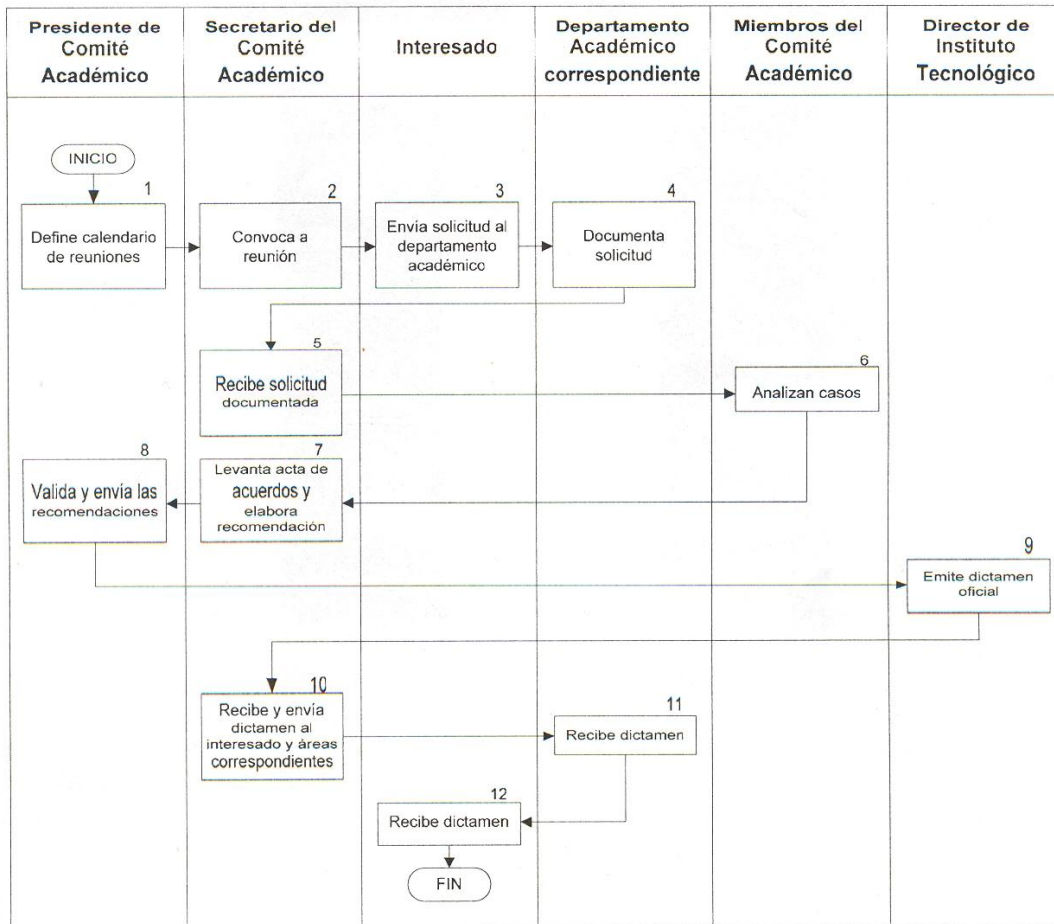 Presidente de
Comité
Académico
Secretario del
Comité
Académico
Interesado
Departamento
Académico
correspondiente
Miembros del
Comité
Académico
Director de
Instituto
Tecnológico
INICIO
1
Define calendario
de reuniones
2
Convoca a
reunión
3
Envía solicitud al
departamento
académico
4
Documenta
solicitud
5
Recibe solicitud
documentada
6
Analizan casos
7
Levanta acta de
acuerdos y
elabora
recomendación
8
Valida y envía las
recomendaciones
9
Emite dictamen
oficial
10
Recibe y envía
dictamen al
interesado y áreas
correspondientes
11
Recibe dictamen
12
Recibe dictamen
FIN